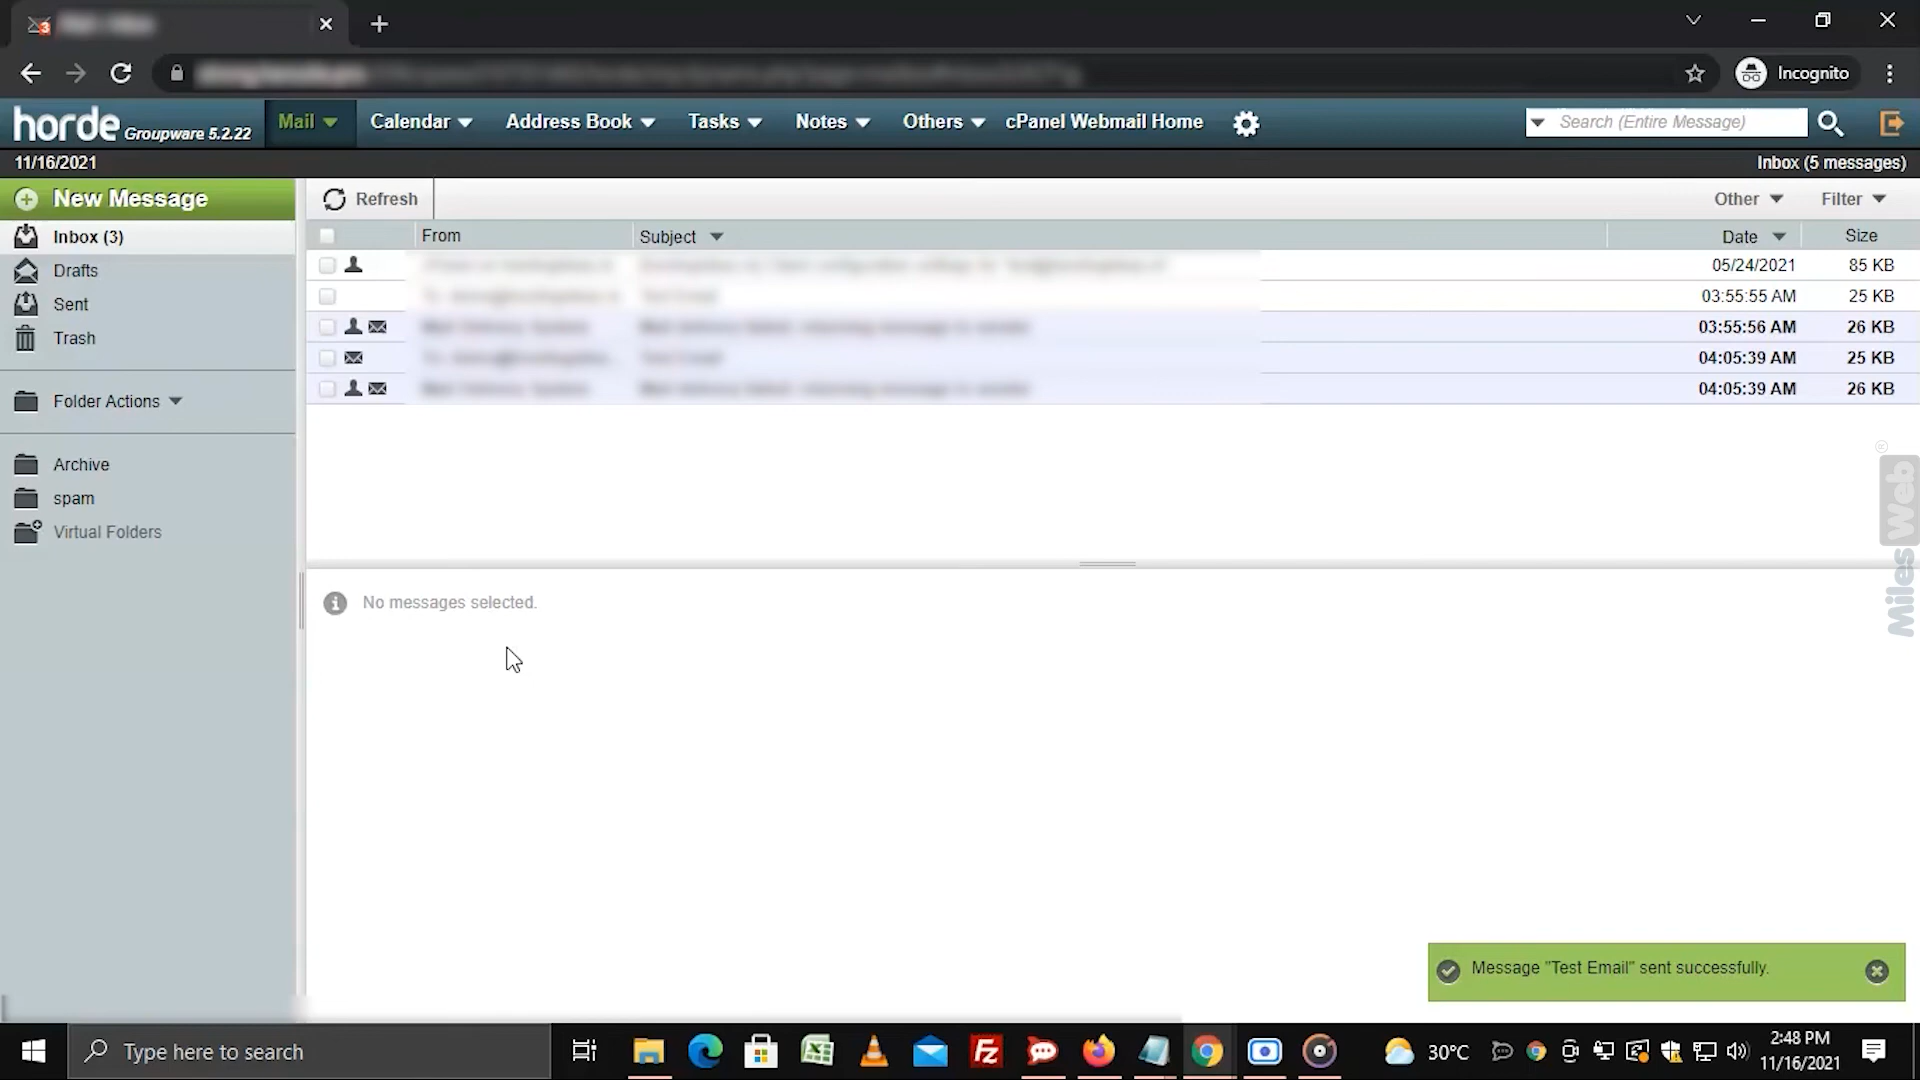 3
Incognito
horde Groupware 5.2.22
Mail
Calendar
Address Book
Tasks
Notes
Others
cPanel Webmail Home
Search (Entire Message)
11/16/2021
Inbox (5 messages)
New Message
Refresh
Other
Filter
Inbox (3)
Drafts
Sent
Trash
Folder Actions
Archive
spam
Virtual Folders
From Subject Date Size
05/24/2021 85 KB
03:55:55 AM 25 KB
03:55:56 AM 26 KB
04:05:39 AM 25 KB
04:05:39 AM 26 KB
No messages selected.
MilesWeb ®
Message "Test Email" sent successfully.
Type here to search
30°C
2:48 PM
11/16/2021